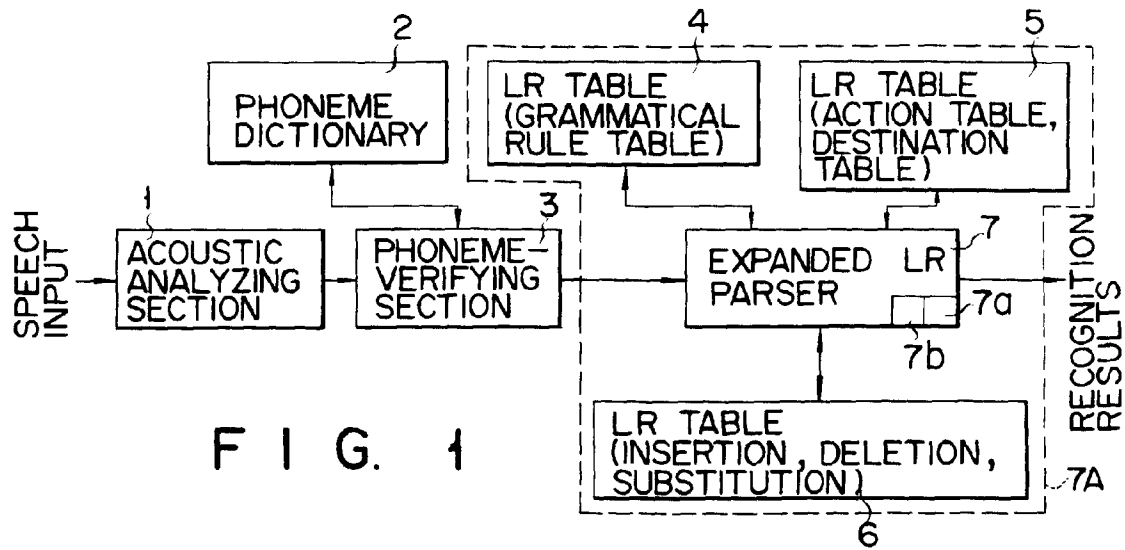 2
PHONEME
DICTIONARY
4
LR TABLE
(GRAMMATICAL
RULE TABLE)
5
LR TABLE
(ACTION TABLE,
DESTINATION
TABLE)
SPEECH
INPUT
1
ACOUSTIC
ANALYZING
SECTION
3
PHONEME-
VERIFYING
SECTION
7
EXPANDED LR
PARSER
7a
7b
RECOGNITION
RESULTS
LR TABLE
(INSERTION, DELETION,
SUBSTITUTION)
6
7A
FIG. 1